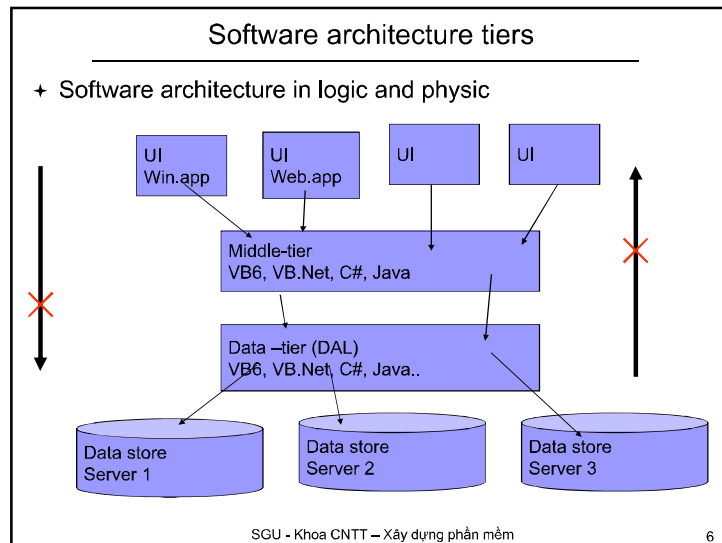 Software architecture tiers
Software architecture in logic and physic
UI
Win.app
UI
Web.app
UI
UI
Middle-tier
VB6, VB.Net, C#, Java
Data –tier (DAL)
VB6, VB.Net, C#, Java..
Data store
Server 1
Data store
Server 2
Data store
Server 3
SGU - Khoa CNTT – Xây dựng phần mềm
6